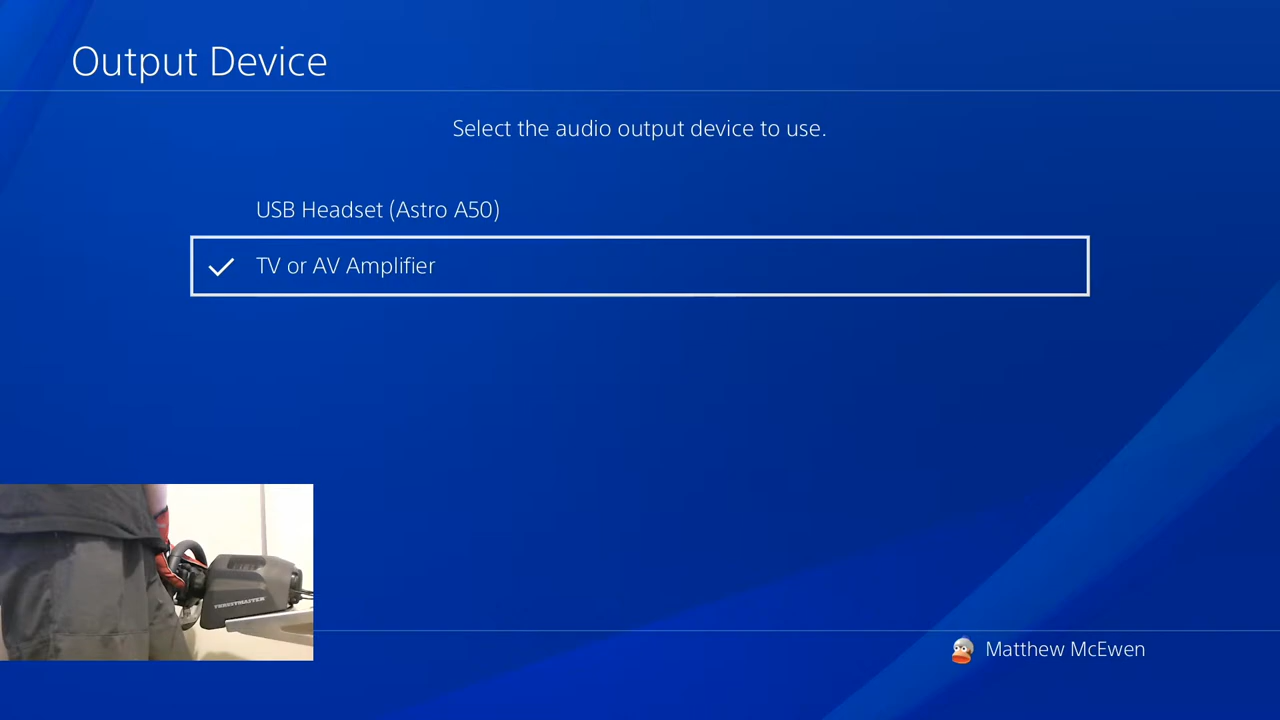 Output Device
Select the audio output device to use.
USB Headset (Astro A50)
TV or AV Amplifier
THRUSTMASTER
Matthew McEwen